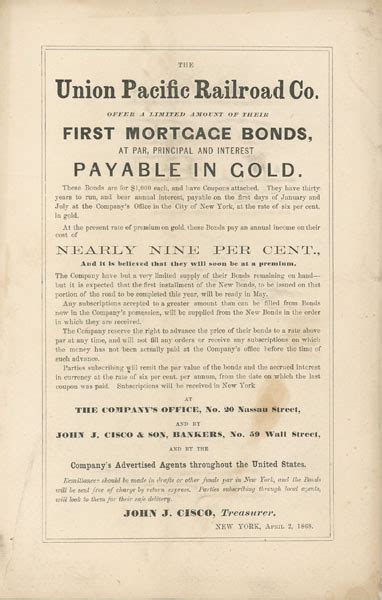 THE
Union Pacific Railroad Co.
OFFER A LIMITED AMOUNT OF THEIR
FIRST MORTGAGE BONDS,
AT PAR, PRINCIPAL AND INTEREST
PAYABLE IN GOLD.
These Bonds are for $1,000 each, and have Coupons attached. They have thirty
years to run, and bear annual interest, payable on the first days of January and
July at the Company's Office in the City of New York, at the rate of six per cent.
in gold.
At the present rate of premium on gold, these Bonds pay an annual income on their
cost of
NEARLY NINE PER CENT.,
And it is believed that they will soon be at a premium.
The Company have but a very limited supply of their Bonds remaining on hand—
but it is expected that the first installment of the New Bonds, to be issued on that
portion of the road to be completed this year, will be ready in May.
Any subscriptions accepted to a greater amount than can be filled from Bonds
now in the Company's possession, will be supplied from the New Bonds in the order
in which they are received.
The Company reserve the right to advance the price of their bonds to a rate above
par at any time, and will not fill any orders or receive any subscriptions on which
the money has not been actually paid at the Company's office before the time of
such advance.
Parties subscribing will remit the par value of the bonds and the accrued interest
in currency at the rate of six per cent. per annum, from the date on which the last
coupon was paid. Subscriptions will be received in New York
AT
THE COMPANY'S OFFICE, No. 20 Nassau Street,
AND BY
JOHN J. CISCO & SON, BANKERS, No. 59 Wall Street,
AND BY THE
Company's Advertised Agents throughout the United States.
Remittances should be made in drafts or other funds par in New York, and the Bonds
will be sent free of charge by return express. Parties subscribing through local agents,
will look to them for their safe delivery.
JOHN J. CISCO, Treasurer.
NEW YORK, APRIL 2, 1868.